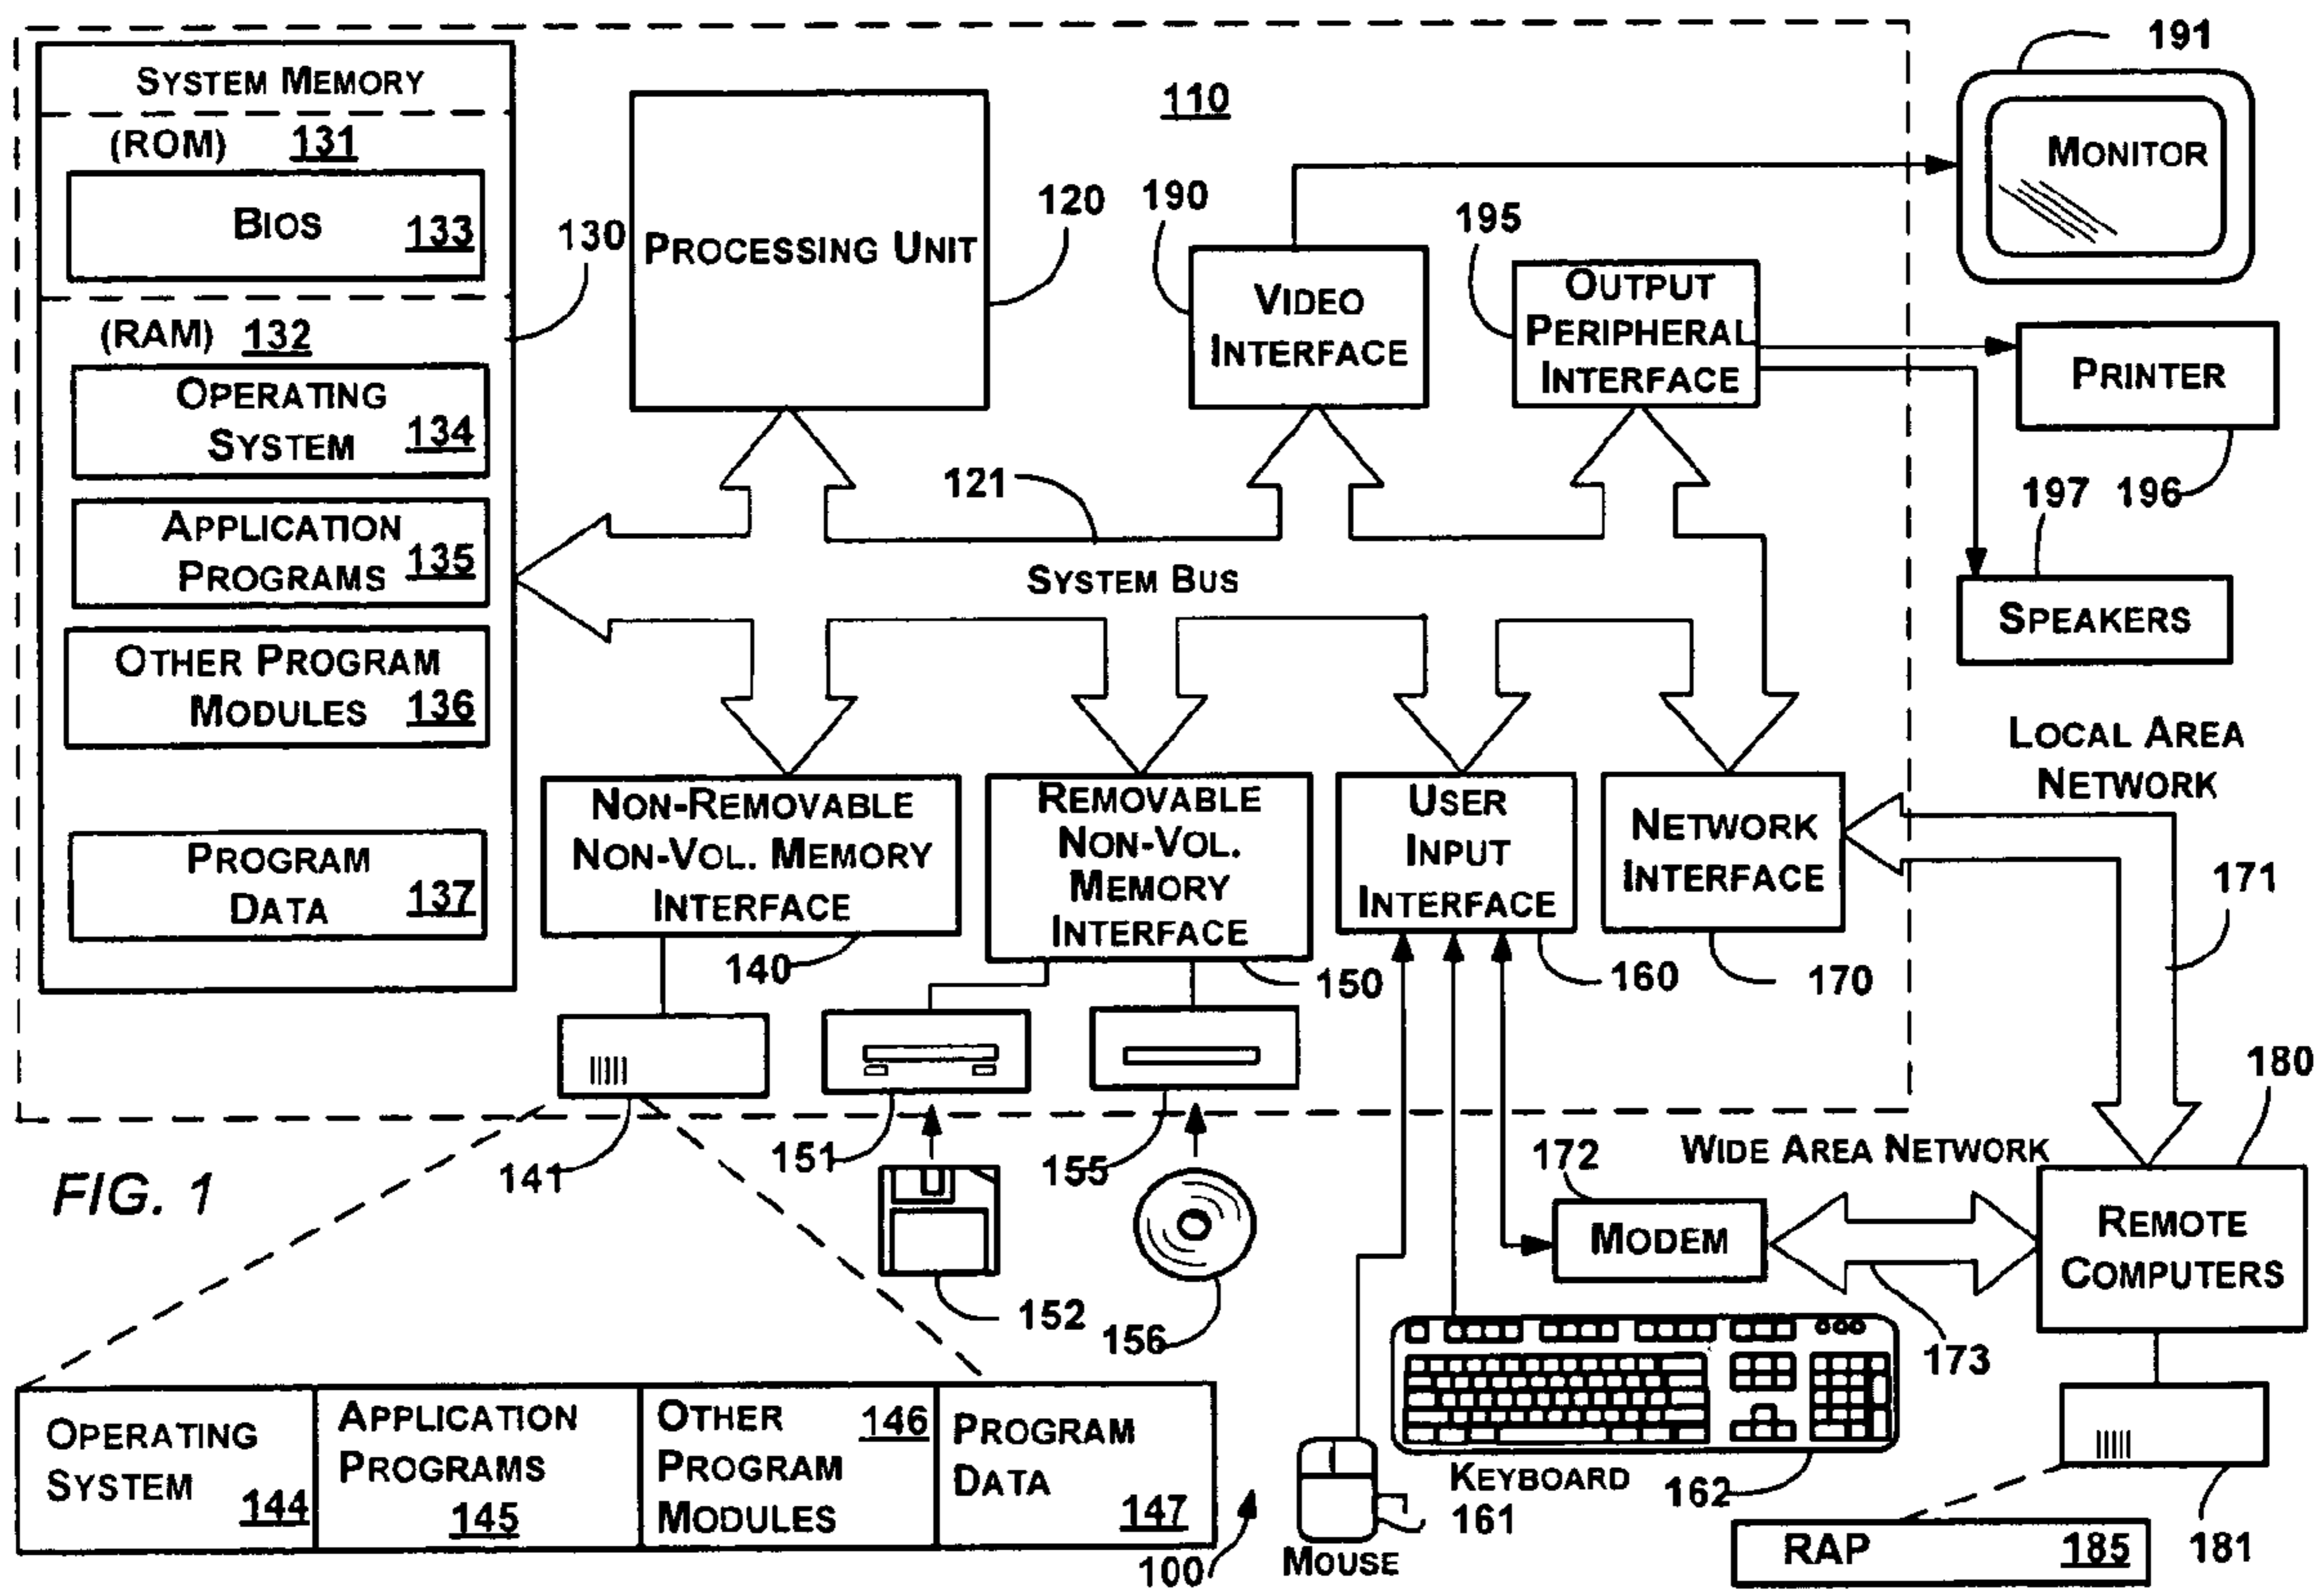 SYSTEM MEMORY
(ROM) 131
BIOS 133
(RAM) 132
OPERATING
SYSTEM 134
APPLICATION
PROGRAMS 135
OTHER PROGRAM
MODULES 136
PROGRAM
DATA 137
130
PROCESSING UNIT
120
110
190
VIDEO
INTERFACE
195
OUTPUT
PERIPHERAL
INTERFACE
191
MONITOR
PRINTER
197 196
SPEAKERS
121
SYSTEM BUS
NON-REMOVABLE
NON-VOL. MEMORY
INTERFACE
140
REMOVABLE
NON-VOL.
MEMORY
INTERFACE
150
USER
INPUT
INTERFACE
160
NETWORK
INTERFACE
170
LOCAL AREA
NETWORK
171
180
141
151
155
152
156
FIG. 1
172
WIDE AREA NETWORK
MODEM
173
REMOTE
COMPUTERS
OPERATING
SYSTEM 144
APPLICATION
PROGRAMS
145
OTHER 146
PROGRAM
MODULES
PROGRAM
DATA
147
100
MOUSE
161
KEYBOARD
162
181
RAP 185